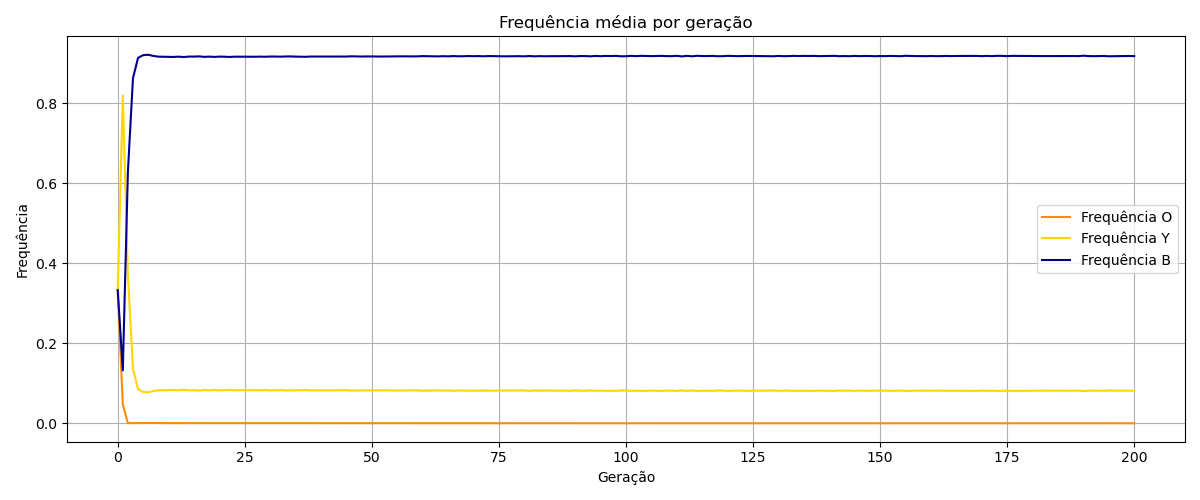 Frequência média por geração
Frequência
0.8
0.6
0.4
0.2
0.0
Frequência O
Frequência Y
Frequência B
0 25 50 75 100 125 150 175 200
Geração